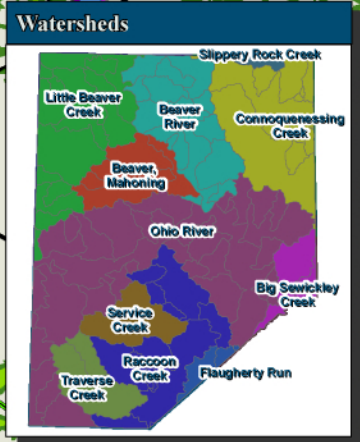 Watersheds
Slippery Rock Creek
Little Beaver
Creek
Beaver
River
Connoquenessing
Creek
Beaver,
Mahoning
Ohio River
Big Sewickley
Creek
Service
Creek
Raccoon
Creek
Flaugherty Run
Traverse
Creek